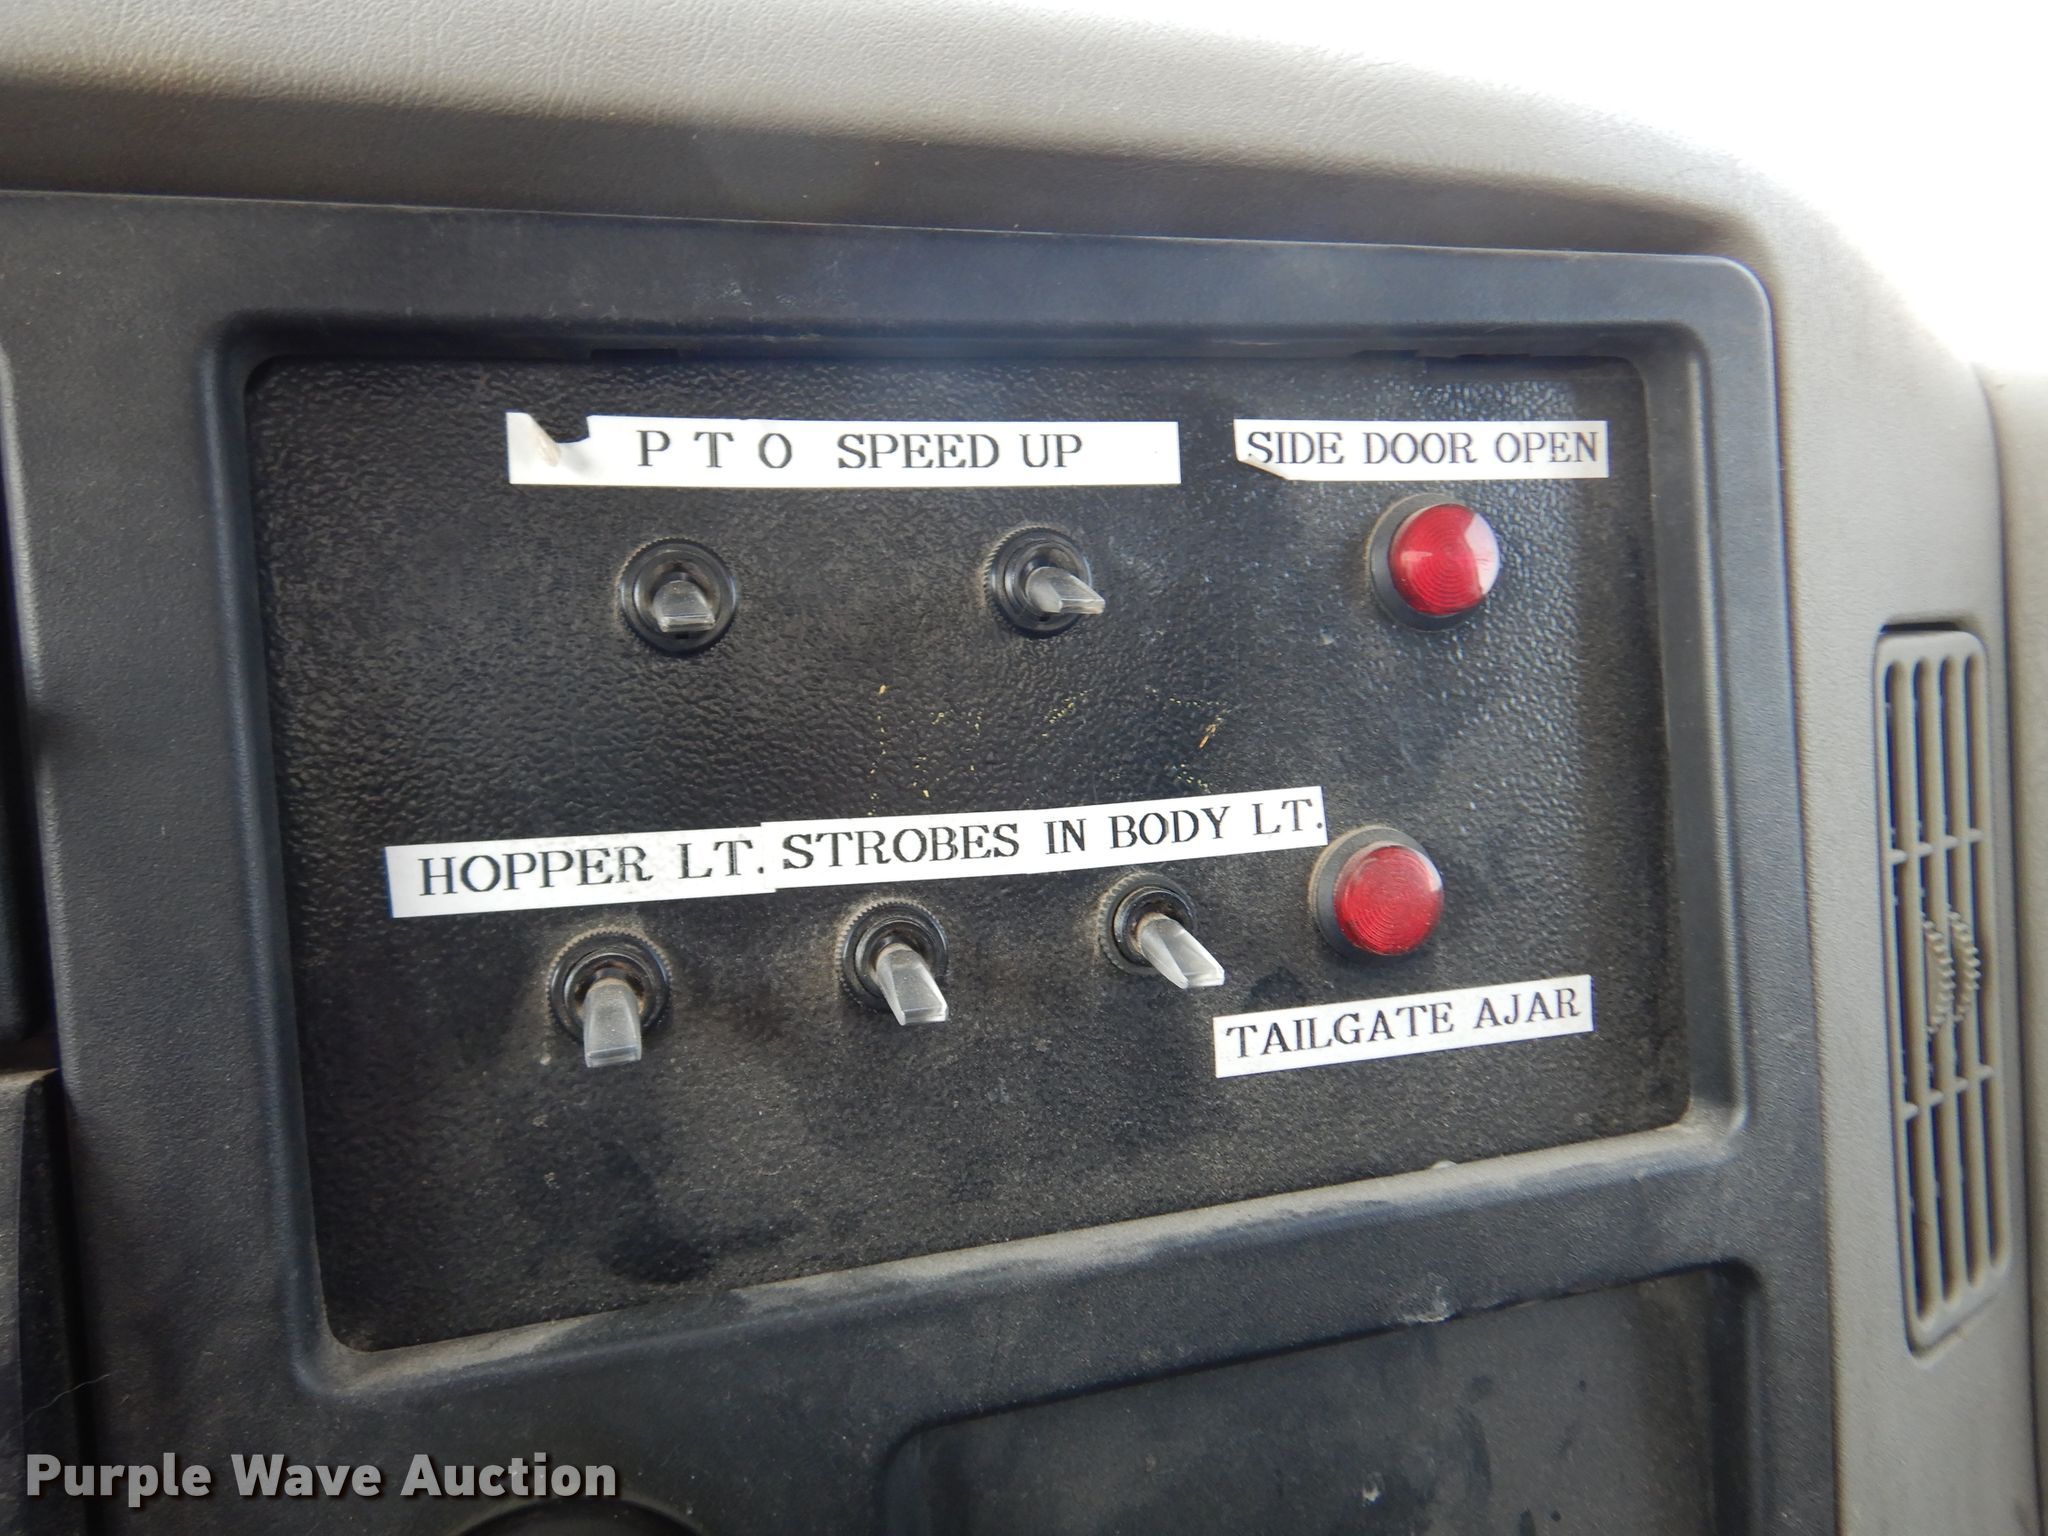 P T O SPEED UP
SIDE DOOR OPEN
HOPPER LT. STROBES IN BODY LT.
TAILGATE AJAR
Purple Wave Auction